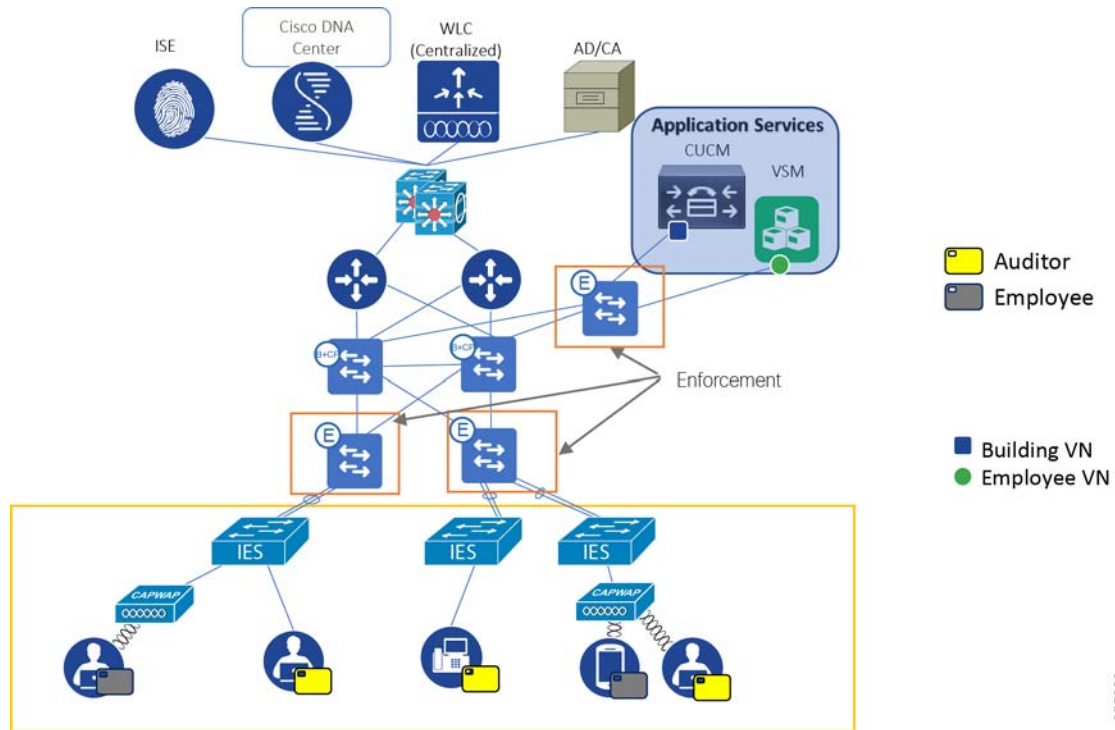 ISE
Cisco DNA
Center
WLC
(Centralized)
AD/CA
Application Services
CUCM
VSM
Auditor
Employee
E
B+CP
B+CP
Enforcement
E
E
Building VN
Employee VN
IES
IES
IES
CAPWAP
CAPWAP